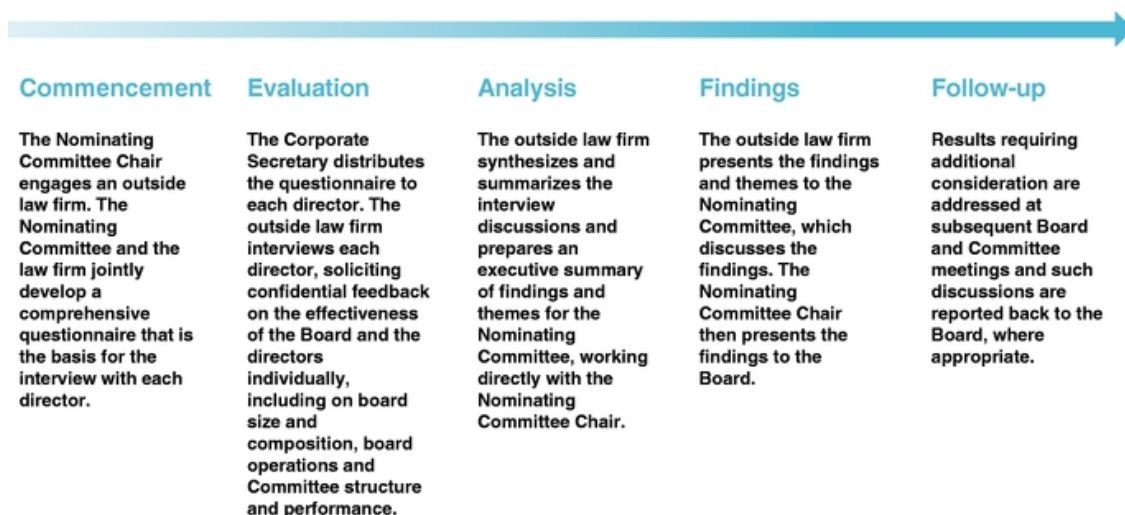 Commencement
The Nominating
Committee Chair
engages an outside
law firm. The
Nominating
Committee and the
law firm jointly
develop a
comprehensive
questionnaire that is
the basis for the
interview with each
director.
Evaluation
The Corporate
Secretary distributes
the questionnaire to
each director. The
outside law firm
interviews each
director, soliciting
confidential feedback
on the effectiveness
of the Board and the
directors
individually,
including on board
size and
composition, board
operations and
Committee structure
and performance.
Analysis
The outside law firm
synthesizes and
summarizes the
interview
discussions and
prepares an
executive summary
of findings and
themes for the
Nominating
Committee, working
directly with the
Nominating
Committee Chair.
Findings
The outside law firm
presents the findings
and themes to the
Nominating
Committee, which
discusses the
findings. The
Nominating
Committee Chair
then presents the
findings to the
Board.
Follow-up
Results requiring
additional
consideration are
addressed at
subsequent Board
and Committee
meetings and such
discussions are
reported back to the
Board, where
appropriate.